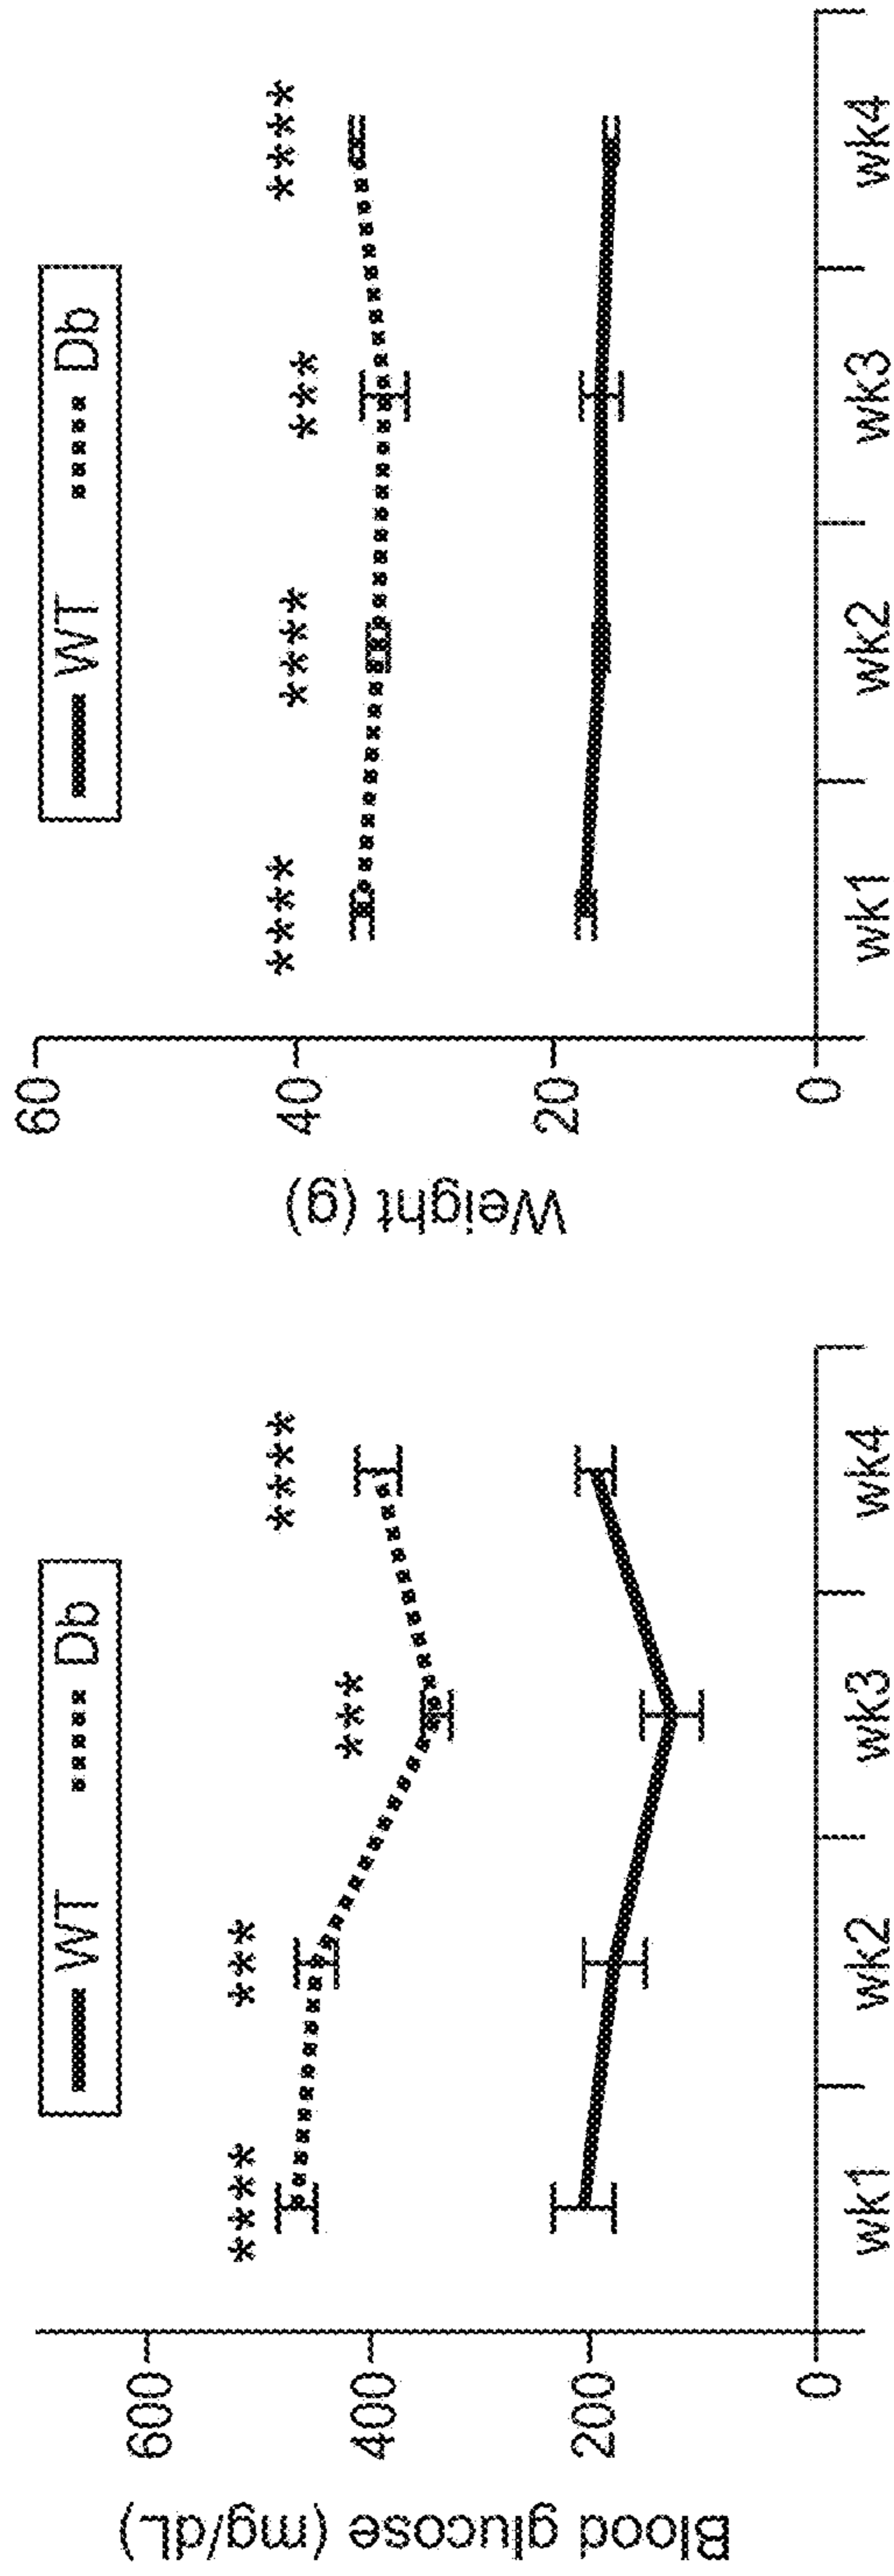 WT Db
Blood glucose (mg/dL)
600
400
200
0
****
***
***
****
wk1 wk2 wk3 wk4
WT Db
Weight (g)
60
40
20
0
****
****
***
****
wk1 wk2 wk3 wk4